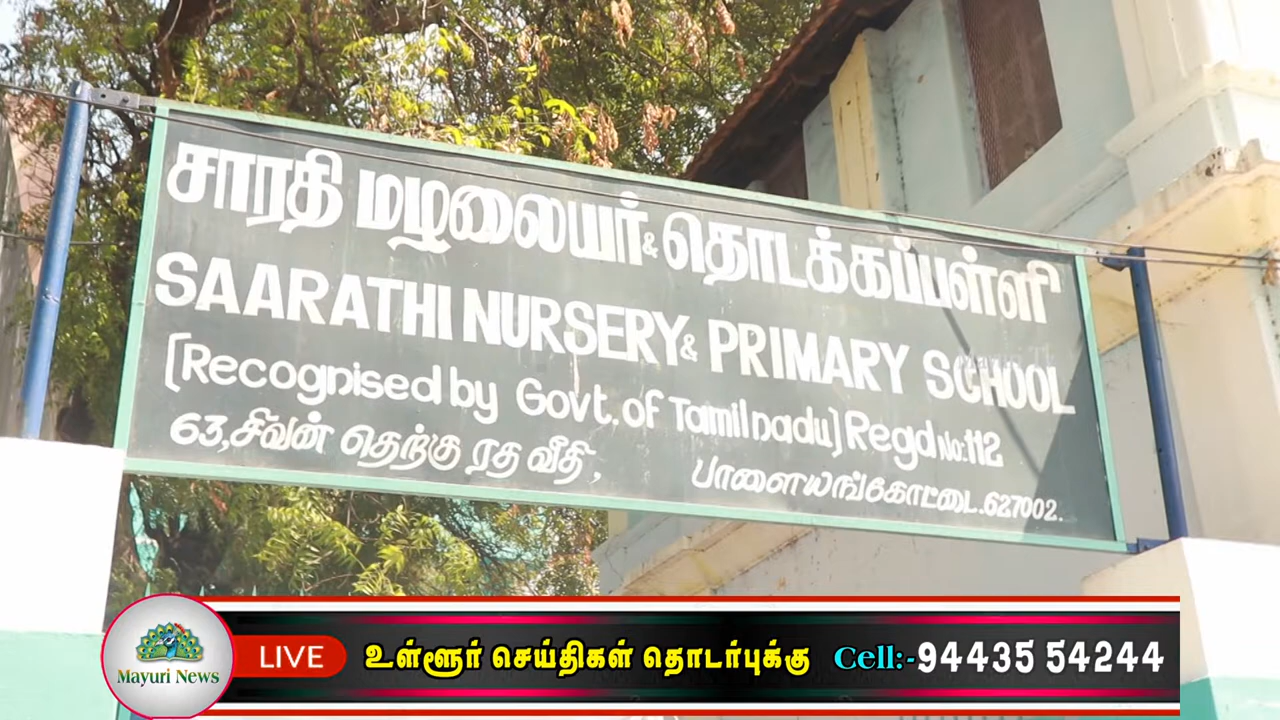 சாரதி மழலையர் & தொடக்கப்பள்ளி
SAARATHI NURSERY & PRIMARY SCHOOL
(Recognised by Govt. of Tamilnadu) Regd No: 112
63, சிவன் தெற்கு ரத வீதி, பாளையங்கோட்டை. 627002.
Mayuri News
LIVE
உள்ளூர் செய்திகள் தொடர்புக்கு Cell:-94435 54244